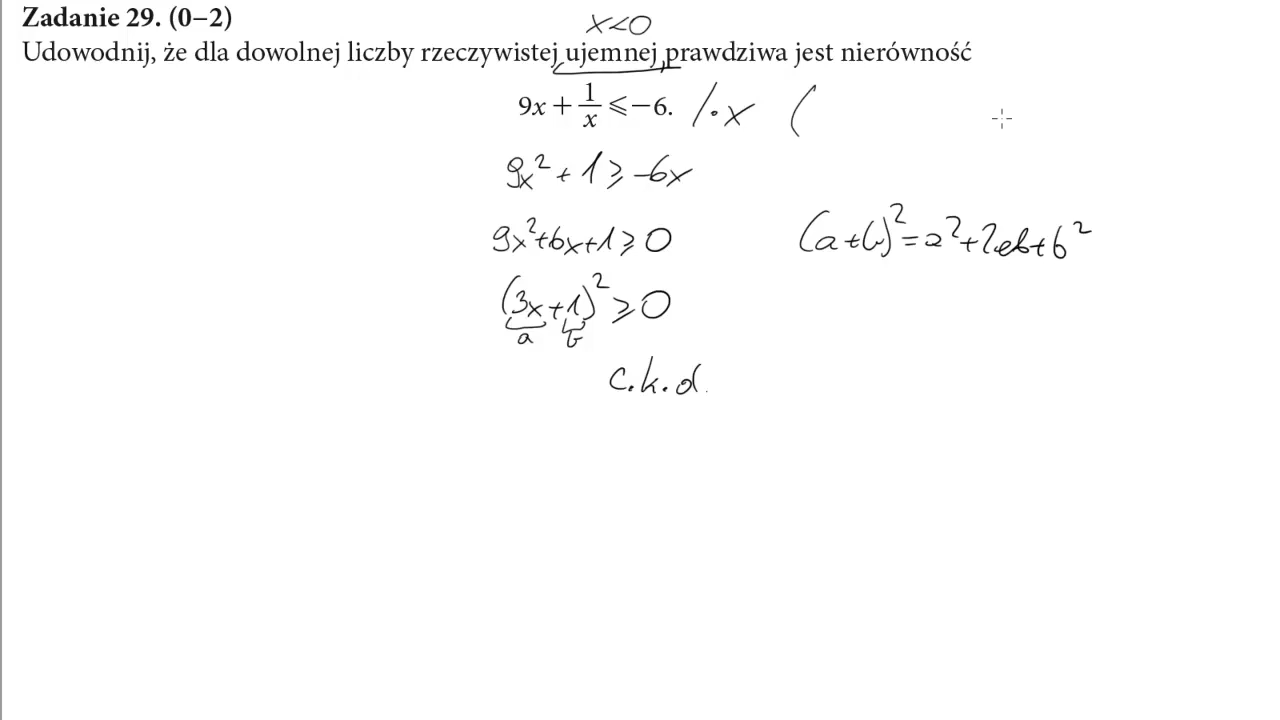 Zadanie 29. (0–2)
x<0
Udowodnij, że dla dowolnej liczby rzeczywistej ujemnej prawdziwa jest nierówność
9x + 1/x ⩽ −6. /·x (
9x² + 1 ⩾ −6x
9x²+6x+1 ⩾ 0 (a+b)² = a²+2ab+b²
(3x+1)² ⩾ 0
a b
c.k.d.